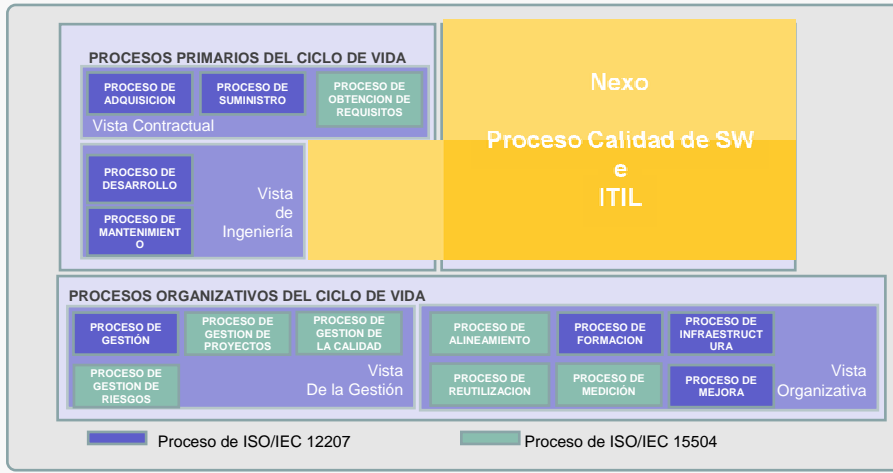 PROCESOS PRIMARIOS DEL CICLO DE VIDA
PROCESO DE
ADQUISICION
PROCESO DE
SUMINISTRO
PROCESO DE
OBTENCION DE
REQUISITOS
Vista Contractual
PROCESO DE
DESARROLLO
PROCESO DE
MANTENIMIENT
O
Vista
de
Ingeniería
Nexo
Proceso Calidad de SW
e
ITIL
PROCESOS ORGANIZATIVOS DEL CICLO DE VIDA
PROCESO DE
GESTIÓN
PROCESO DE
GESTION DE
PROYECTOS
PROCESO DE
GESTION DE
LA CALIDAD
PROCESO DE
GESTION DE
RIESGOS
Vista
De la Gestión
PROCESO DE
ALINEAMIENTO
PROCESO DE
FORMACION
PROCESO DE
INFRAESTRUCT
URA
PROCESO DE
REUTILIZACION
PROCESO DE
MEDICIÓN
PROCESO DE
MEJORA
Vista
Organizativa
Proceso de ISO/IEC 12207
Proceso de ISO/IEC 15504